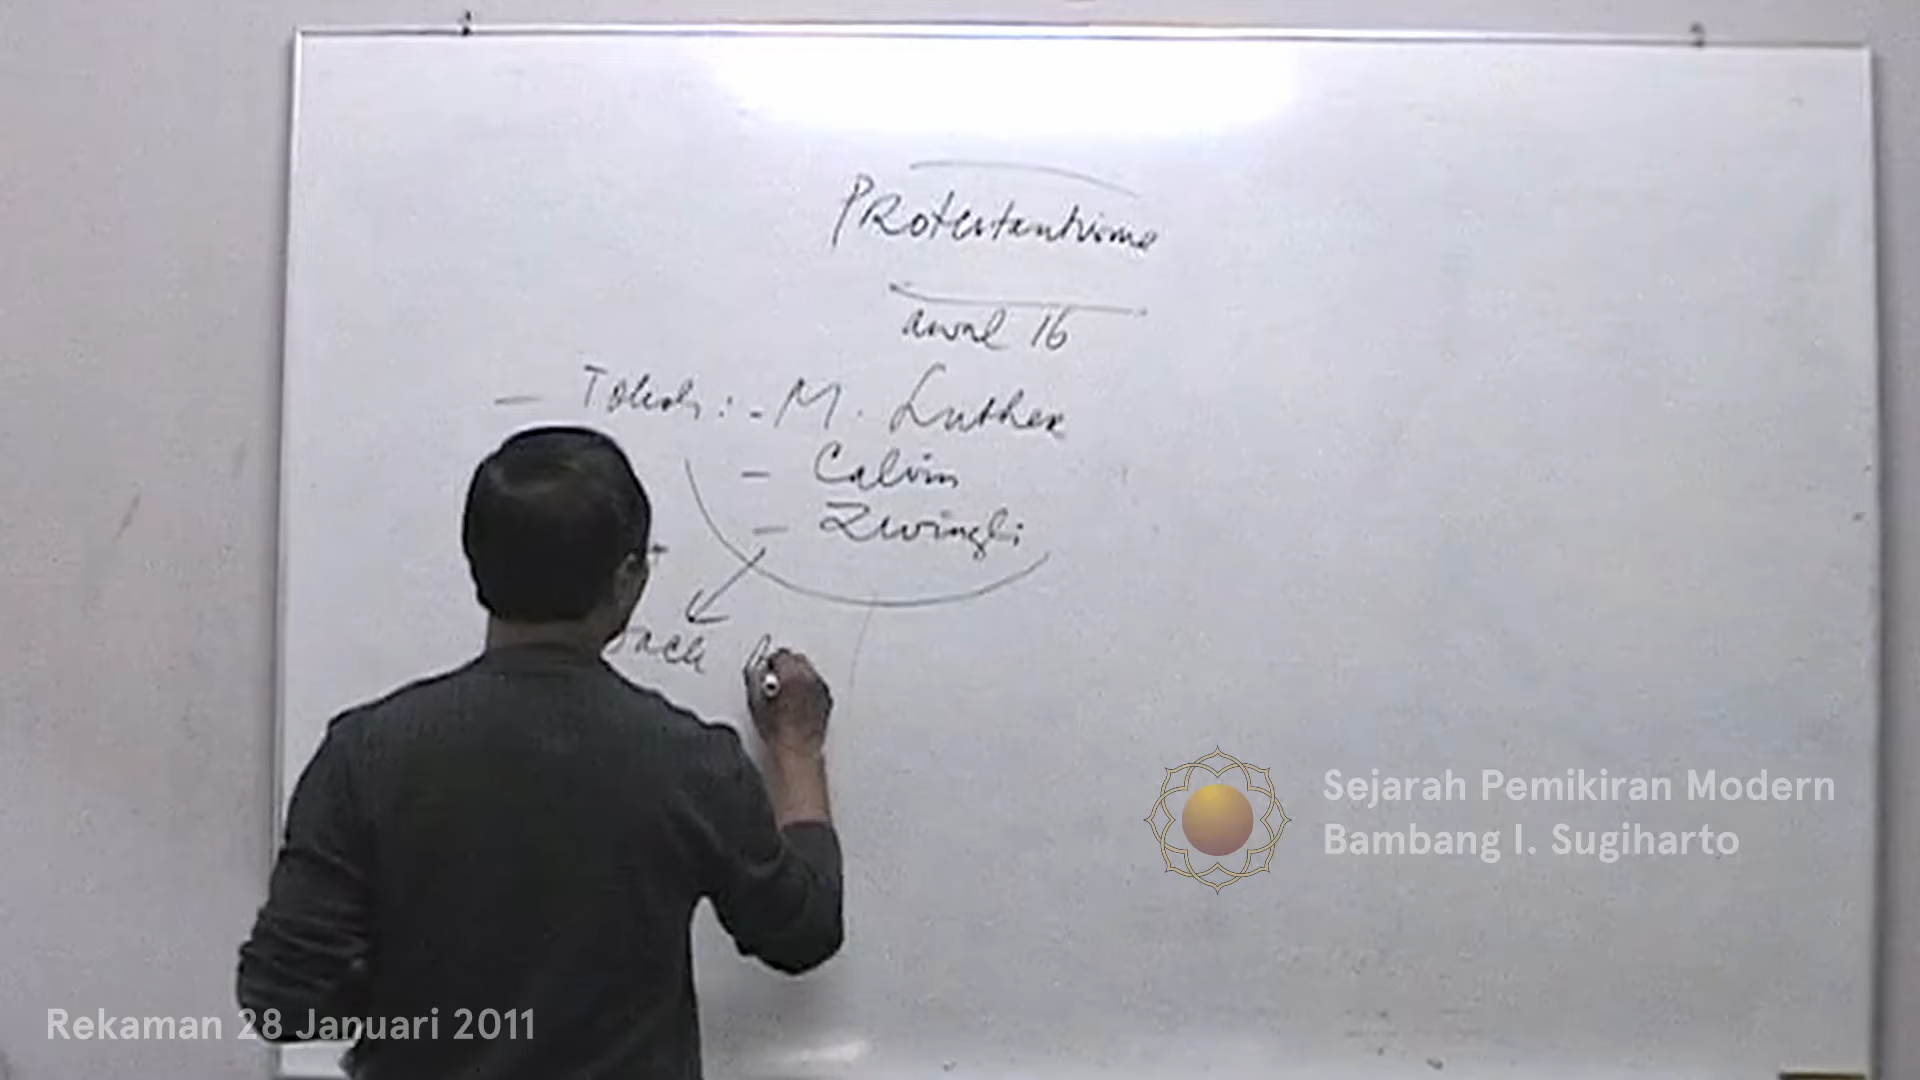 Protestantisme
awal 16
- Tokoh: - M. Luther
- Calvin
- Zwingli
Sejarah Pemikiran Modern
Bambang I. Sugiharto
Rekaman 28 Januari 2011